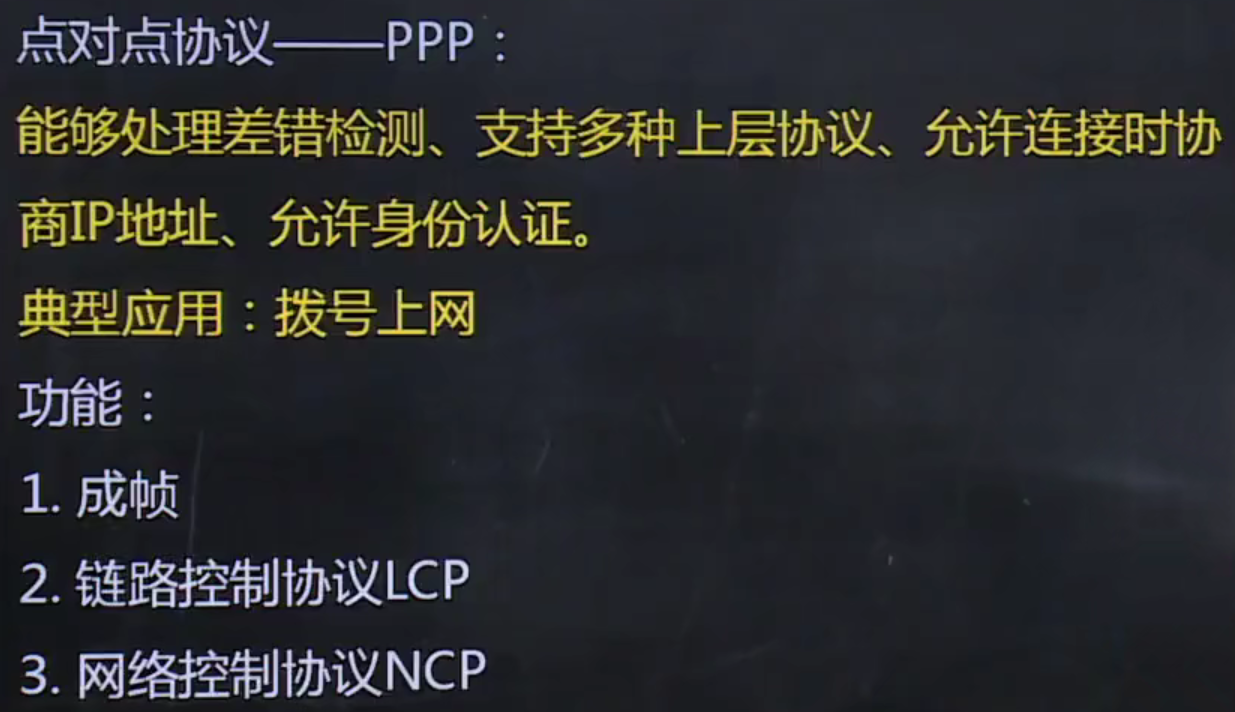 点对点协议——PPP：
能够处理差错检测、支持多种上层协议、允许连接时协
商IP地址、允许身份认证。
典型应用：拨号上网
功能：
1. 成帧
2. 链路控制协议LCP
3. 网络控制协议NCP